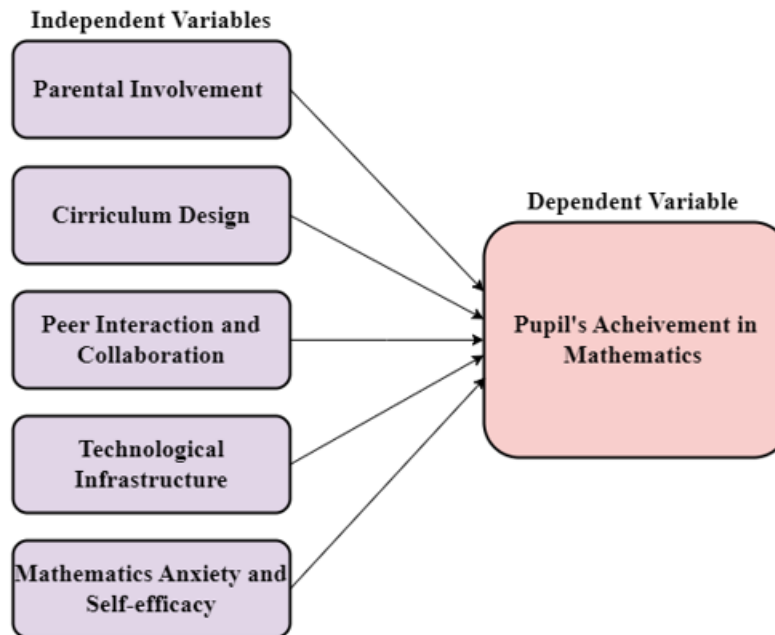 Independent Variables
Parental Involvement
Cirriculum Design
Peer Interaction and
Collaboration
Technological
Infrastructure
Mathematics Anxiety and
Self-efficacy
Dependent Variable
Pupil's Acheivement in
Mathematics